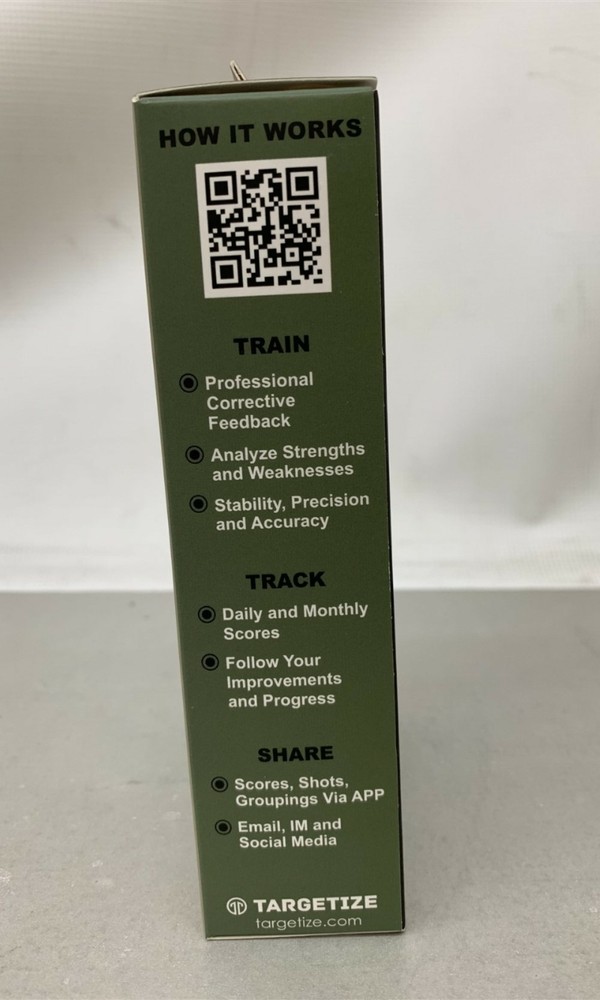 HOW IT WORKS
TRAIN
Professional
Corrective
Feedback
Analyze Strengths
and Weaknesses
Stability, Precision
and Accuracy
TRACK
Daily and Monthly
Scores
Follow Your
Improvements
and Progress
SHARE
Scores, Shots,
Groupings Via APP
Email, IM and
Social Media
TARGETIZE
targetize.com